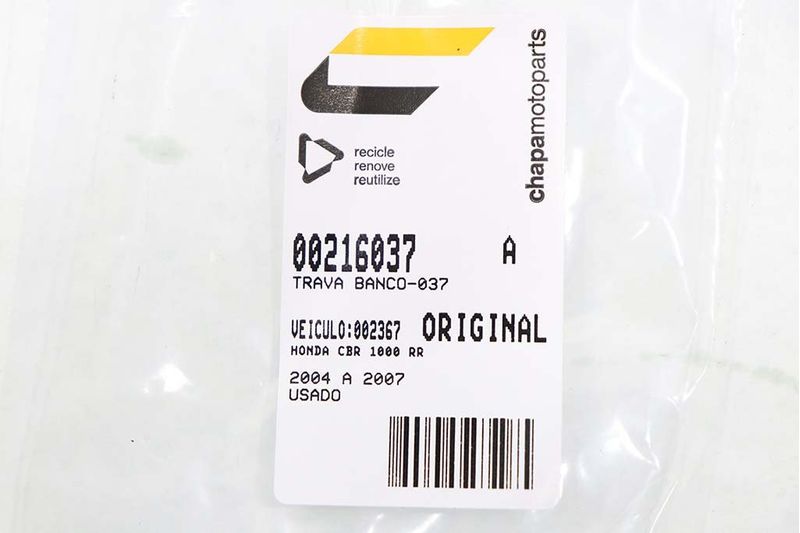 chapamotoparts
recicle
renove
reutilize
00216037 A
TRAVA BANCO-037
VEICULO:002367 ORIGINAL
HONDA CBR 1000 RR
2004 A 2007
USADO